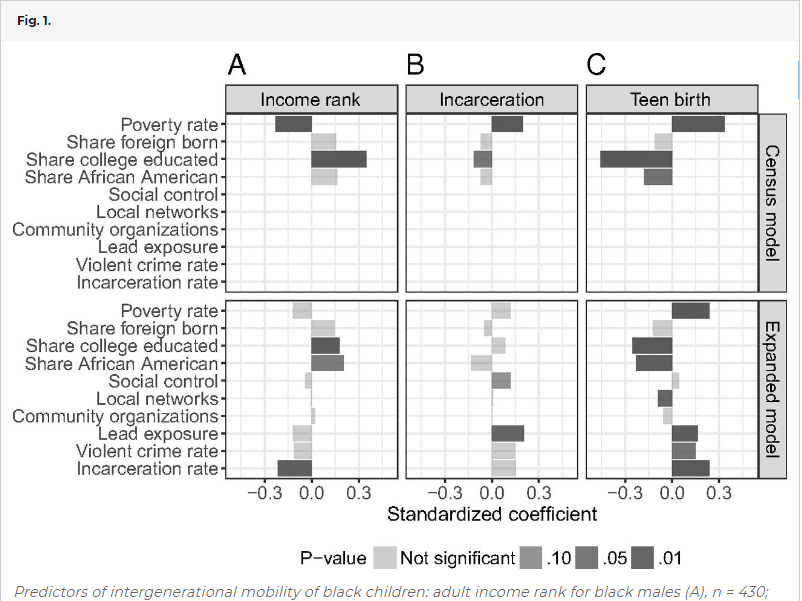 Fig. 1.
A B C
Income rank Incarceration Teen birth
Poverty rate
Share foreign born
Share college educated
Share African American
Social control
Local networks
Community organizations
Lead exposure
Violent crime rate
Incarceration rate
Census model
Poverty rate
Share foreign born
Share college educated
Share African American
Social control
Local networks
Community organizations
Lead exposure
Violent crime rate
Incarceration rate
Expanded model
−0.3 0.0 0.3 −0.3 0.0 0.3 −0.3 0.0 0.3
Standardized coefficient
P−value Not significant .10 .05 .01
Predictors of intergenerational mobility of black children: adult income rank for black males (A), n = 430;